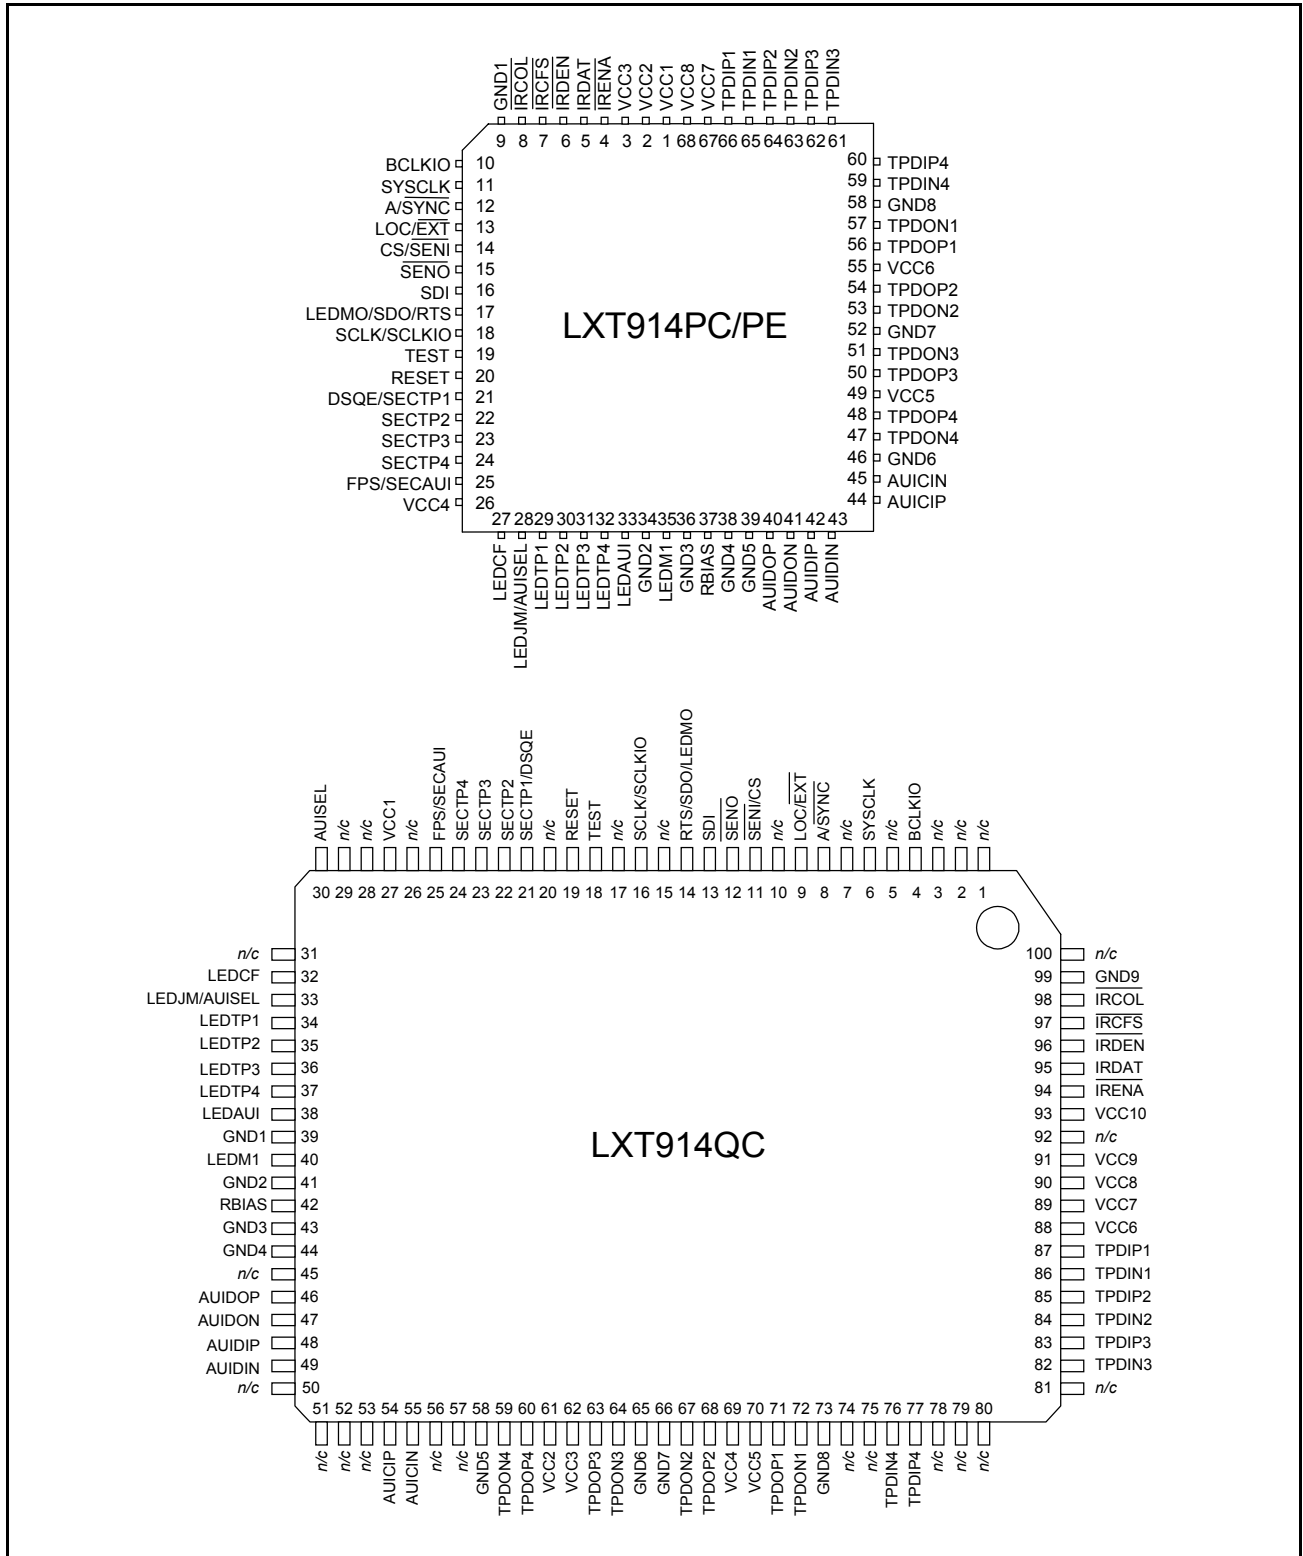 GND1
IRCOL
IRCFS
IRDEN
IRDAT
IRENA
VCC3
VCC2
VCC1
VCC8
VCC7
TPDIP1
TPDIN1
TPDIP2
TPDIN2
TPDIP3
TPDIN3
9 8 7 6 5 4 3 2 1 68 67 66 65 64 63 62 61
BCLKIO 10
SYSCLK 11
A/SYNC 12
LOC/EXT 13
CS/SENI 14
SENO 15
SDI 16
LEDMO/SDO/RTS 17
SCLK/SCLKIO 18
TEST 19
RESET 20
DSQE/SECTP1 21
SECTP2 22
SECTP3 23
SECTP4 24
FPS/SECAUI 25
VCC4 26
LXT914PC/PE
60 TPDIP4
59 TPDIN4
58 GND8
57 TPDON1
56 TPDOP1
55 VCC6
54 TPDOP2
53 TPDON2
52 GND7
51 TPDON3
50 TPDOP3
49 VCC5
48 TPDOP4
47 TPDON4
46 GND6
45 AUICIN
44 AUICIP
27 28 29 30 31 32 33 34 35 36 37 38 39 40 41 42 43
LEDCF
LEDJM/AUISEL
LEDTP1
LEDTP2
LEDTP3
LEDTP4
LEDAUI
GND2
LEDM1
GND3
RBIAS
GND4
GND5
AUIDOP
AUIDON
AUIDIP
AUIDIN
AUISEL
n/c
n/c
VCC1
n/c
FPS/SECAUI
SECTP4
SECTP3
SECTP2
SECTP1/DSQE
n/c
RESET
TEST
n/c
SCLK/SCLKIO
n/c
RTS/SDO/LEDMO
SDI
SENO
SENI/CS
n/c
LOC/EXT
A/SYNC
n/c
SYSCLK
n/c
BCLKIO
n/c
n/c
n/c
30 29 28 27 26 25 24 23 22 21 20 19 18 17 16 15 14 13 12 11 10 9 8 7 6 5 4 3 2 1
n/c 31
LEDCF 32
LEDJM/AUISEL 33
LEDTP1 34
LEDTP2 35
LEDTP3 36
LEDTP4 37
LEDAUI 38
GND1 39
LEDM1 40
GND2 41
RBIAS 42
GND3 43
GND4 44
n/c 45
AUIDOP 46
AUIDON 47
AUIDIP 48
AUIDIN 49
n/c 50
LXT914QC
100 n/c
99 GND9
98 IRCOL
97 IRCFS
96 IRDEN
95 IRDAT
94 IRENA
93 VCC10
92 n/c
91 VCC9
90 VCC8
89 VCC7
88 VCC6
87 TPDIP1
86 TPDIN1
85 TPDIP2
84 TPDIN2
83 TPDIP3
82 TPDIN3
81 n/c
51 52 53 54 55 56 57 58 59 60 61 62 63 64 65 66 67 68 69 70 71 72 73 74 75 76 77 78 79 80
n/c
n/c
n/c
AUICIP
AUICIN
n/c
n/c
GND5
TPDON4
TPDOP4
VCC2
VCC3
TPDOP3
TPDON3
GND6
GND7
TPDON2
TPDOP2
VCC4
VCC5
TPDOP1
TPDON1
GND8
n/c
n/c
TPDIN4
TPDIP4
n/c
n/c
n/c